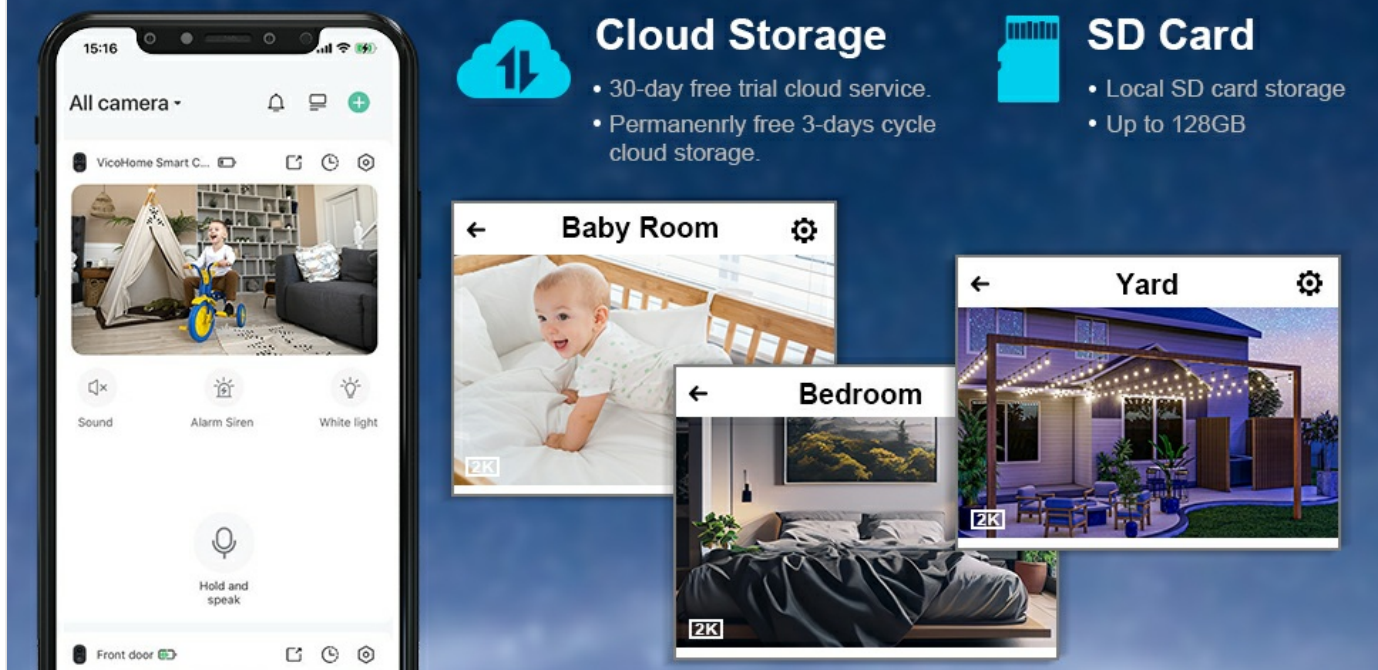 15:16
All camera
VicoHome Smart C...
Sound
Alarm Siren
White light
Hold and
speak
Front door
Cloud Storage
• 30-day free trial cloud service.
• Permanenrly free 3-days cycle
cloud storage.
SD Card
• Local SD card storage
• Up to 128GB
Baby Room
2K
Bedroom
2K
Yard
2K